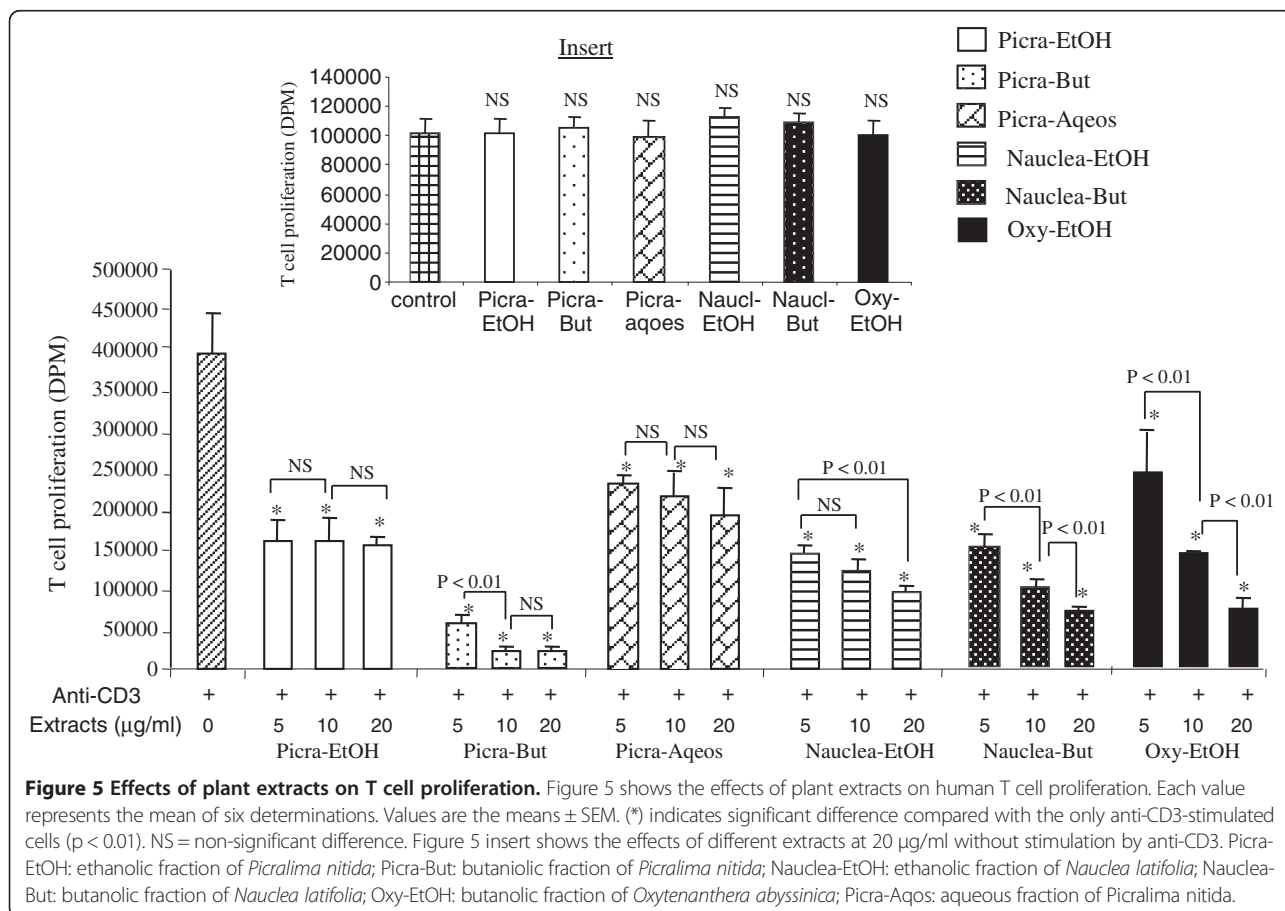 Insert
T cell proliferation (DPM)
140000
120000
100000
80000
60000
40000
20000
0
NS NS NS NS NS NS
control
Picra-
EtOH
Picra-
But
Picra-
aqoes
Naucl-
EtOH
Naucl-
But
Oxy-
EtOH
Picra-EtOH
Picra-But
Picra-Aqeos
Nauclea-EtOH
Nauclea-But
Oxy-EtOH
T cell proliferation (DPM)
500000
450000
400000
350000
300000
250000
200000
150000
100000
50000
0
NS NS
* * *
P < 0.01
NS
* * *
NS NS
* * *
P < 0.01
NS
* * *
P < 0.01
P < 0.01
* * *
P < 0.01
P < 0.01
* * *
Anti-CD3 + + + + + + + + + + + + + + + + + + +
Extracts (μg/ml) 0 5 10 20 5 10 20 5 10 20 5 10 20 5 10 20 5 10 20
Picra-EtOH Picra-But Picra-Aqeos Nauclea-EtOH Nauclea-But Oxy-EtOH
Figure 5 Effects of plant extracts on T cell proliferation. Figure 5 shows the effects of plant extracts on human T cell proliferation. Each value
represents the mean of six determinations. Values are the means ± SEM. (*) indicates significant difference compared with the only anti-CD3-stimulated
cells (p < 0.01). NS = non-significant difference. Figure 5 insert shows the effects of different extracts at 20 μg/ml without stimulation by anti-CD3. Picra-
EtOH: ethanolic fraction of Picralima nitida; Picra-But: butaniolic fraction of Picralima nitida; Nauclea-EtOH: ethanolic fraction of Nauclea latifolia; Nauclea-
But: butanolic fraction of Nauclea latifolia; Oxy-EtOH: butanolic fraction of Oxytenanthera abyssinica; Picra-Aqos: aqueous fraction of Picralima nitida.